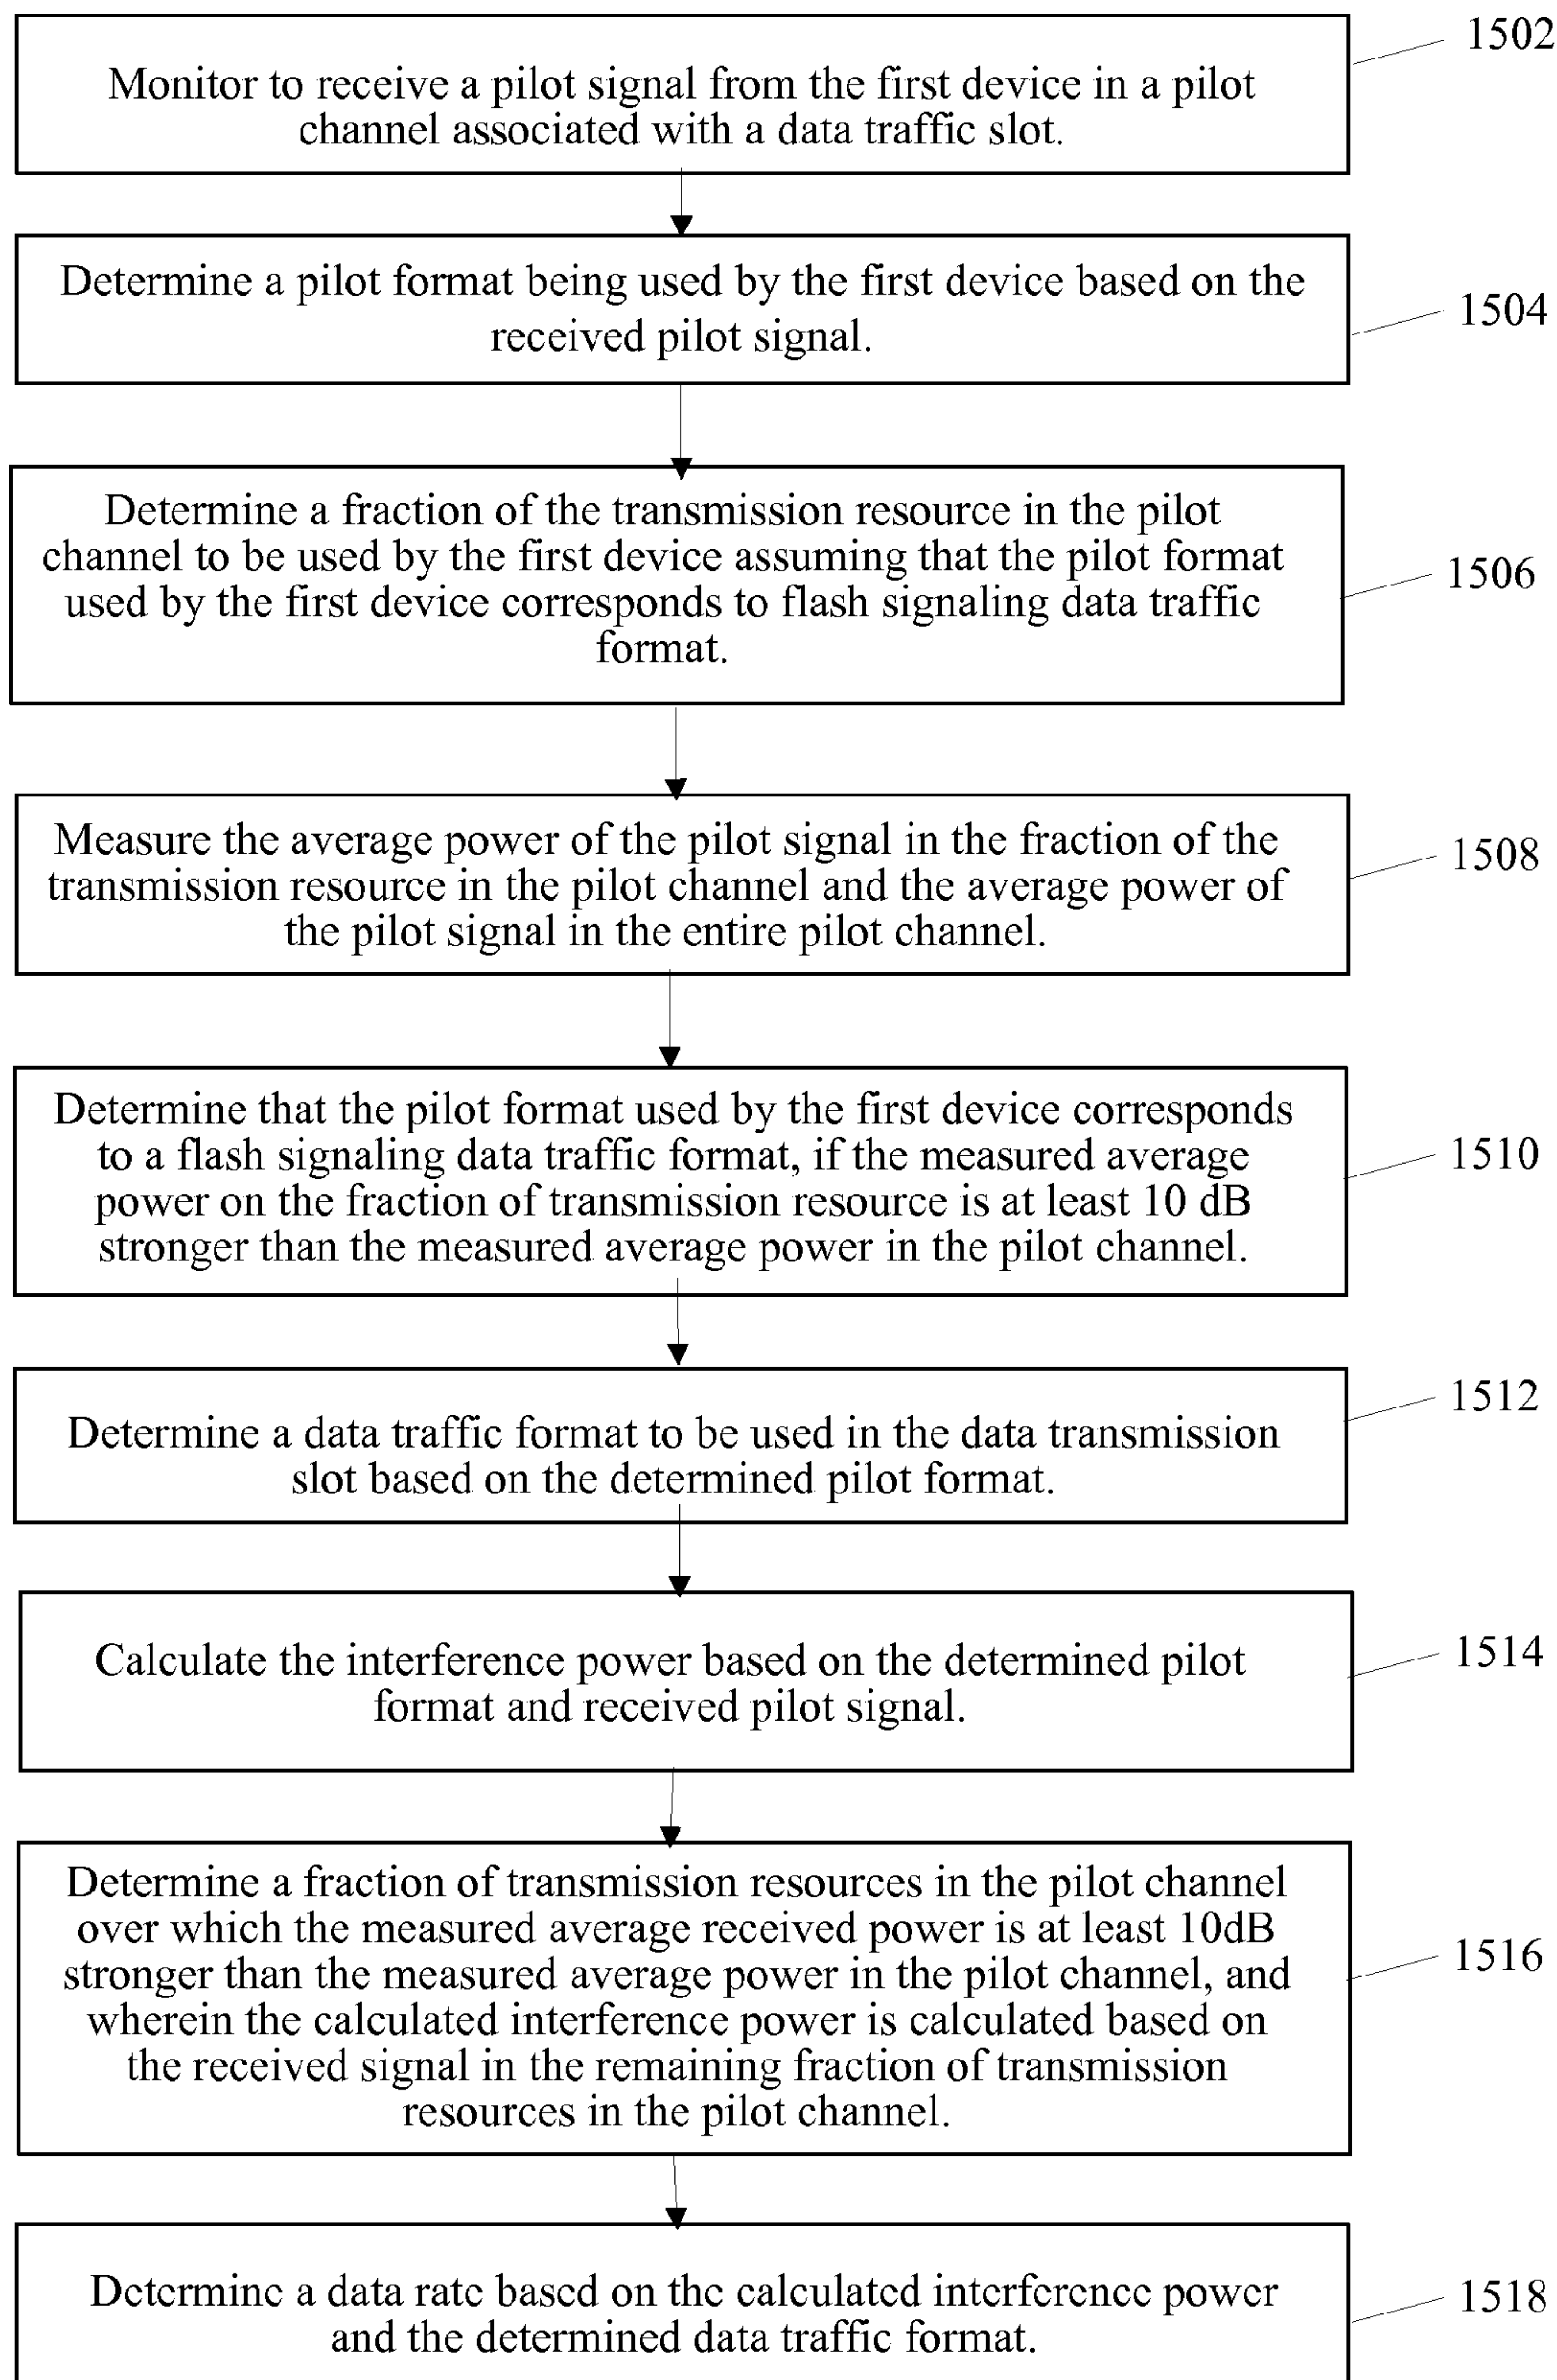 1502
Monitor to receive a pilot signal from the first device in a pilot
channel associated with a data traffic slot.
Determine a pilot format being used by the first device based on the
received pilot signal.
1504
Determine a fraction of the transmission resource in the pilot
channel to be used by the first device assuming that the pilot format
used by the first device corresponds to flash signaling data traffic
format.
1506
Measure the average power of the pilot signal in the fraction of the
transmission resource in the pilot channel and the average power of
the pilot signal in the entire pilot channel.
1508
Determine that the pilot format used by the first device corresponds
to a flash signaling data traffic format, if the measured average
power on the fraction of transmission resource is at least 10 dB
stronger than the measured average power in the pilot channel.
1510
Determine a data traffic format to be used in the data transmission
slot based on the determined pilot format.
1512
Calculate the interference power based on the determined pilot
format and received pilot signal.
1514
Determine a fraction of transmission resources in the pilot channel
over which the measured average received power is at least 10dB
stronger than the measured average power in the pilot channel, and
wherein the calculated interference power is calculated based on
the received signal in the remaining fraction of transmission
resources in the pilot channel.
1516
Determine a data rate based on the calculated interference power
and the determined data traffic format.
1518